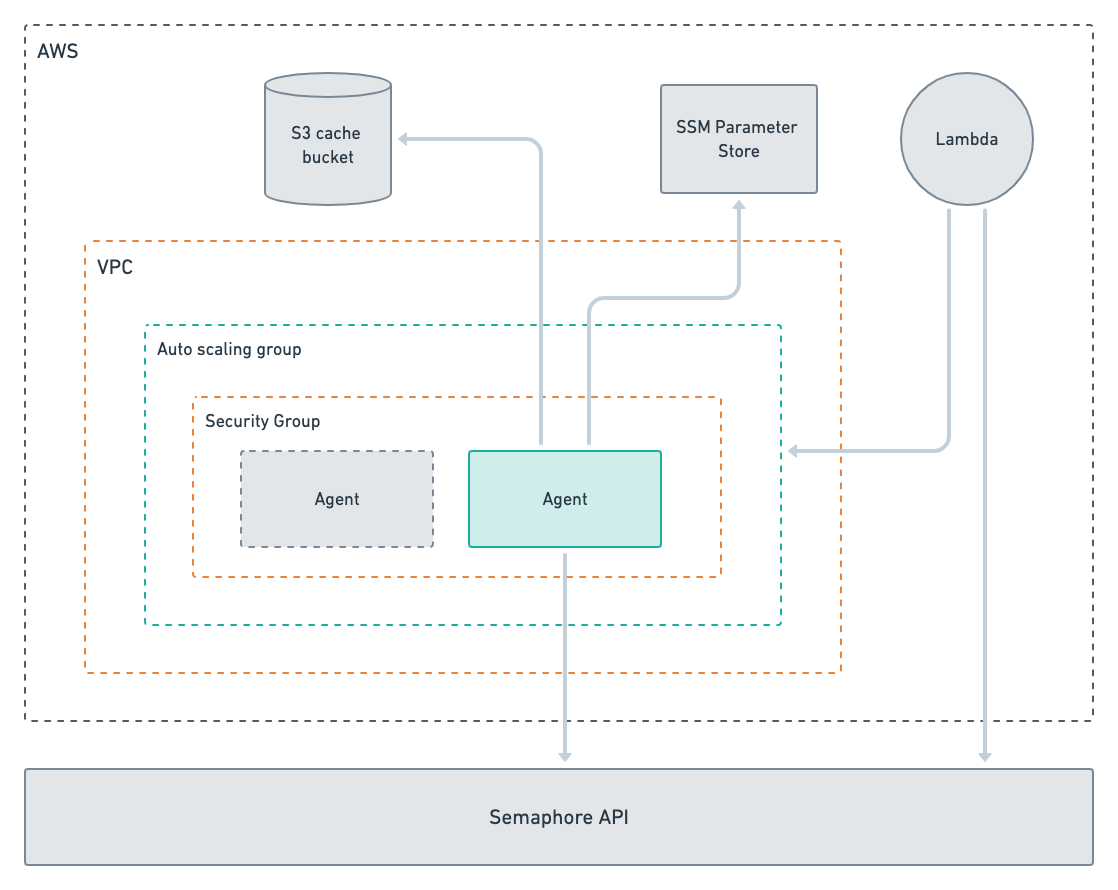 AWS
S3 cache
bucket
SSM Parameter
Store
Lambda
VPC
Auto scaling group
Security Group
Agent
Agent
Semaphore API